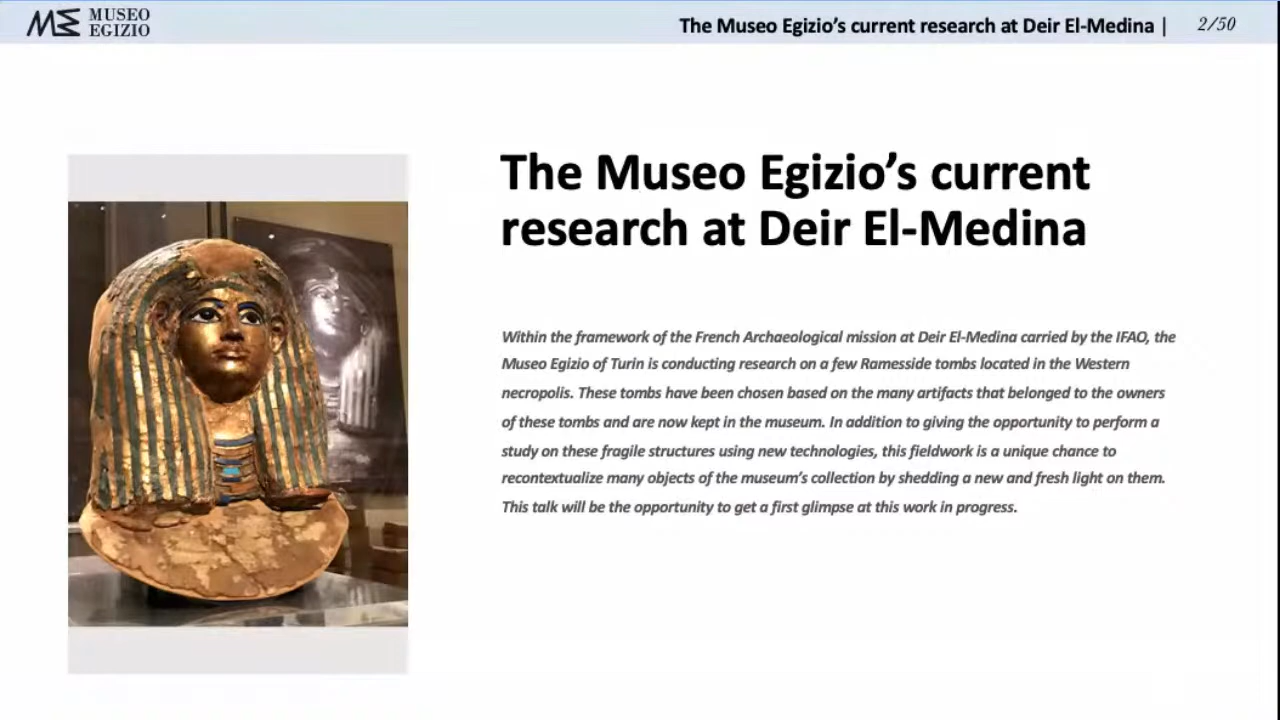 MUSEO
EGIZIO
The Museo Egizio’s current research at Deir El-Medina |
2/50
The Museo Egizio’s current
research at Deir El-Medina
Within the framework of the French Archaeological mission at Deir El-Medina carried by the IFAO, the
Museo Egizio of Turin is conducting research on a few Ramesside tombs located in the Western
necropolis. These tombs have been chosen based on the many artifacts that belonged to the owners
of these tombs and are now kept in the museum. In addition to giving the opportunity to perform a
study on these fragile structures using new technologies, this fieldwork is a unique chance to
recontextualize many objects of the museum’s collection by shedding a new and fresh light on them.
This talk will be the opportunity to get a first glimpse at this work in progress.